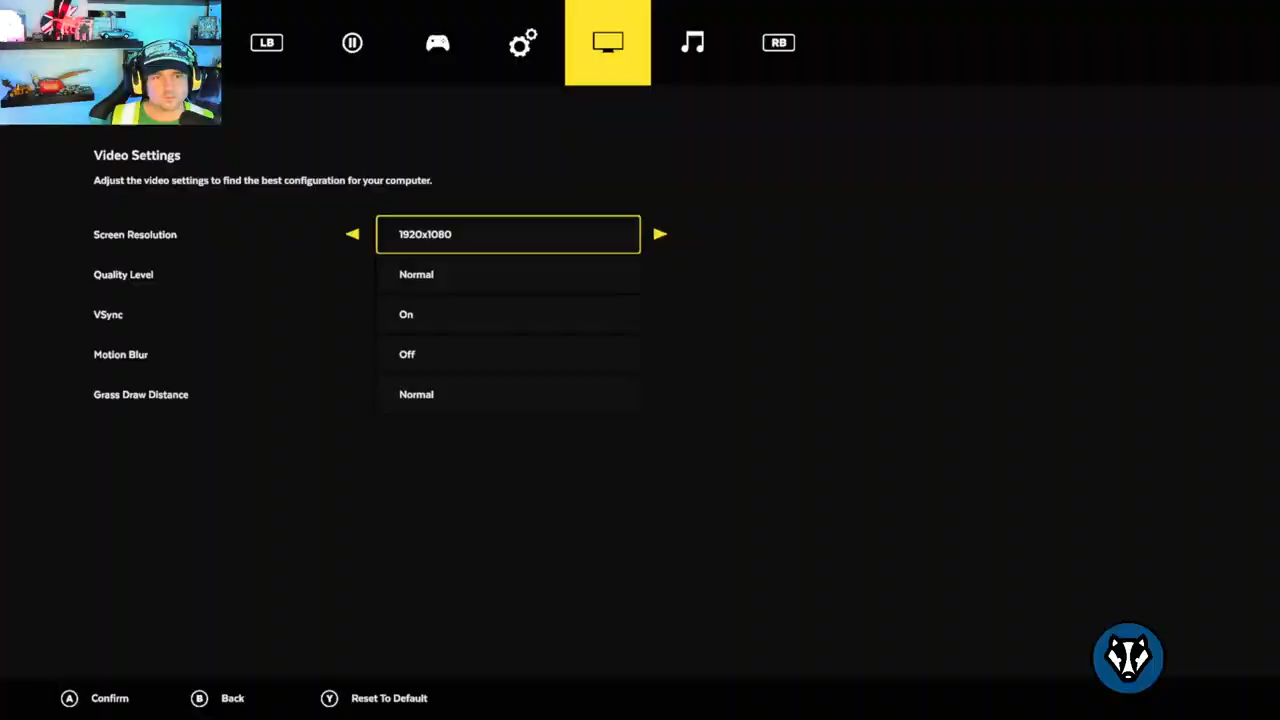 LB
RB
Video Settings
Adjust the video settings to find the best configuration for your computer.
Screen Resolution 1920x1080
Quality Level Normal
VSync On
Motion Blur Off
Grass Draw Distance Normal
A Confirm B Back Y Reset To Default